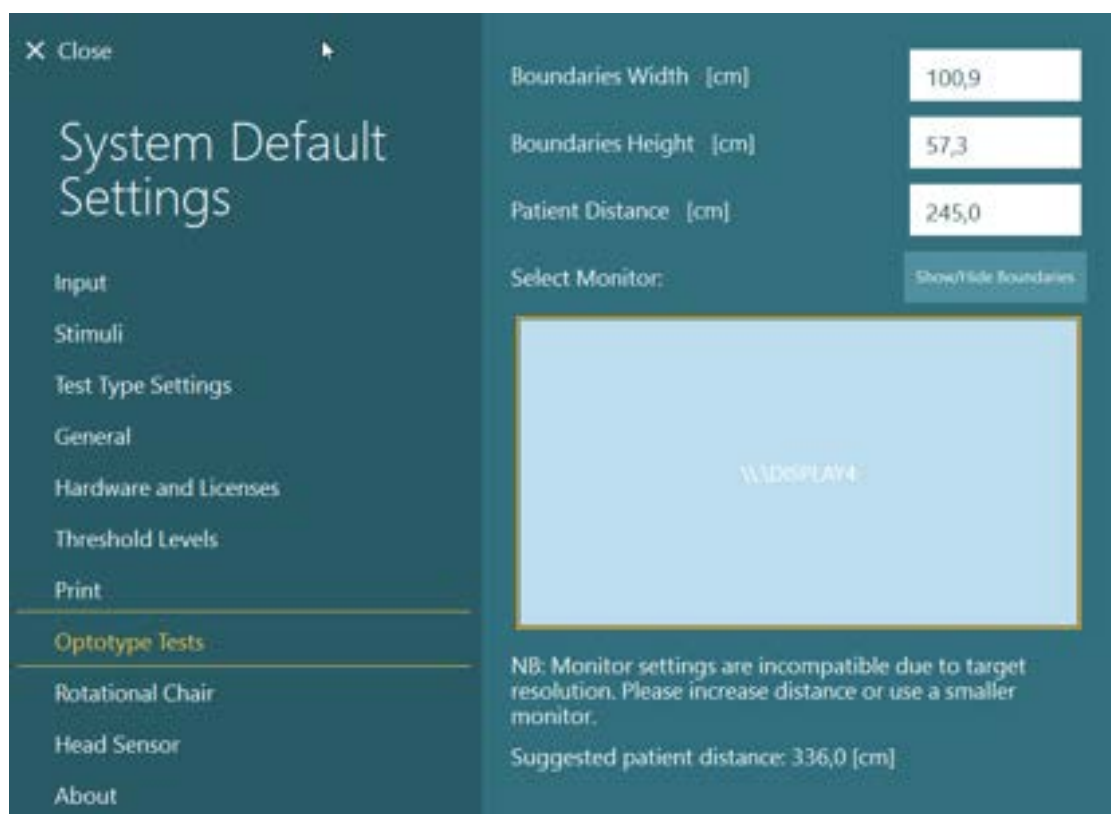 Close
System Default
Settings
Input
Stimuli
Test Type Settings
General
Hardware and Licenses
Threshold Levels
Print
Optotype Tests
Rotational Chair
Head Sensor
About
Boundaries Width [cm]
100,9
Boundaries Height [cm]
57,3
Patient Distance [cm]
245,0
Select Monitor:
Show/Hide Boundaries
\\.\DISPLAY4
NB: Monitor settings are incompatible due to target
resolution. Please increase distance or use a smaller
monitor.
Suggested patient distance: 336,0 [cm]